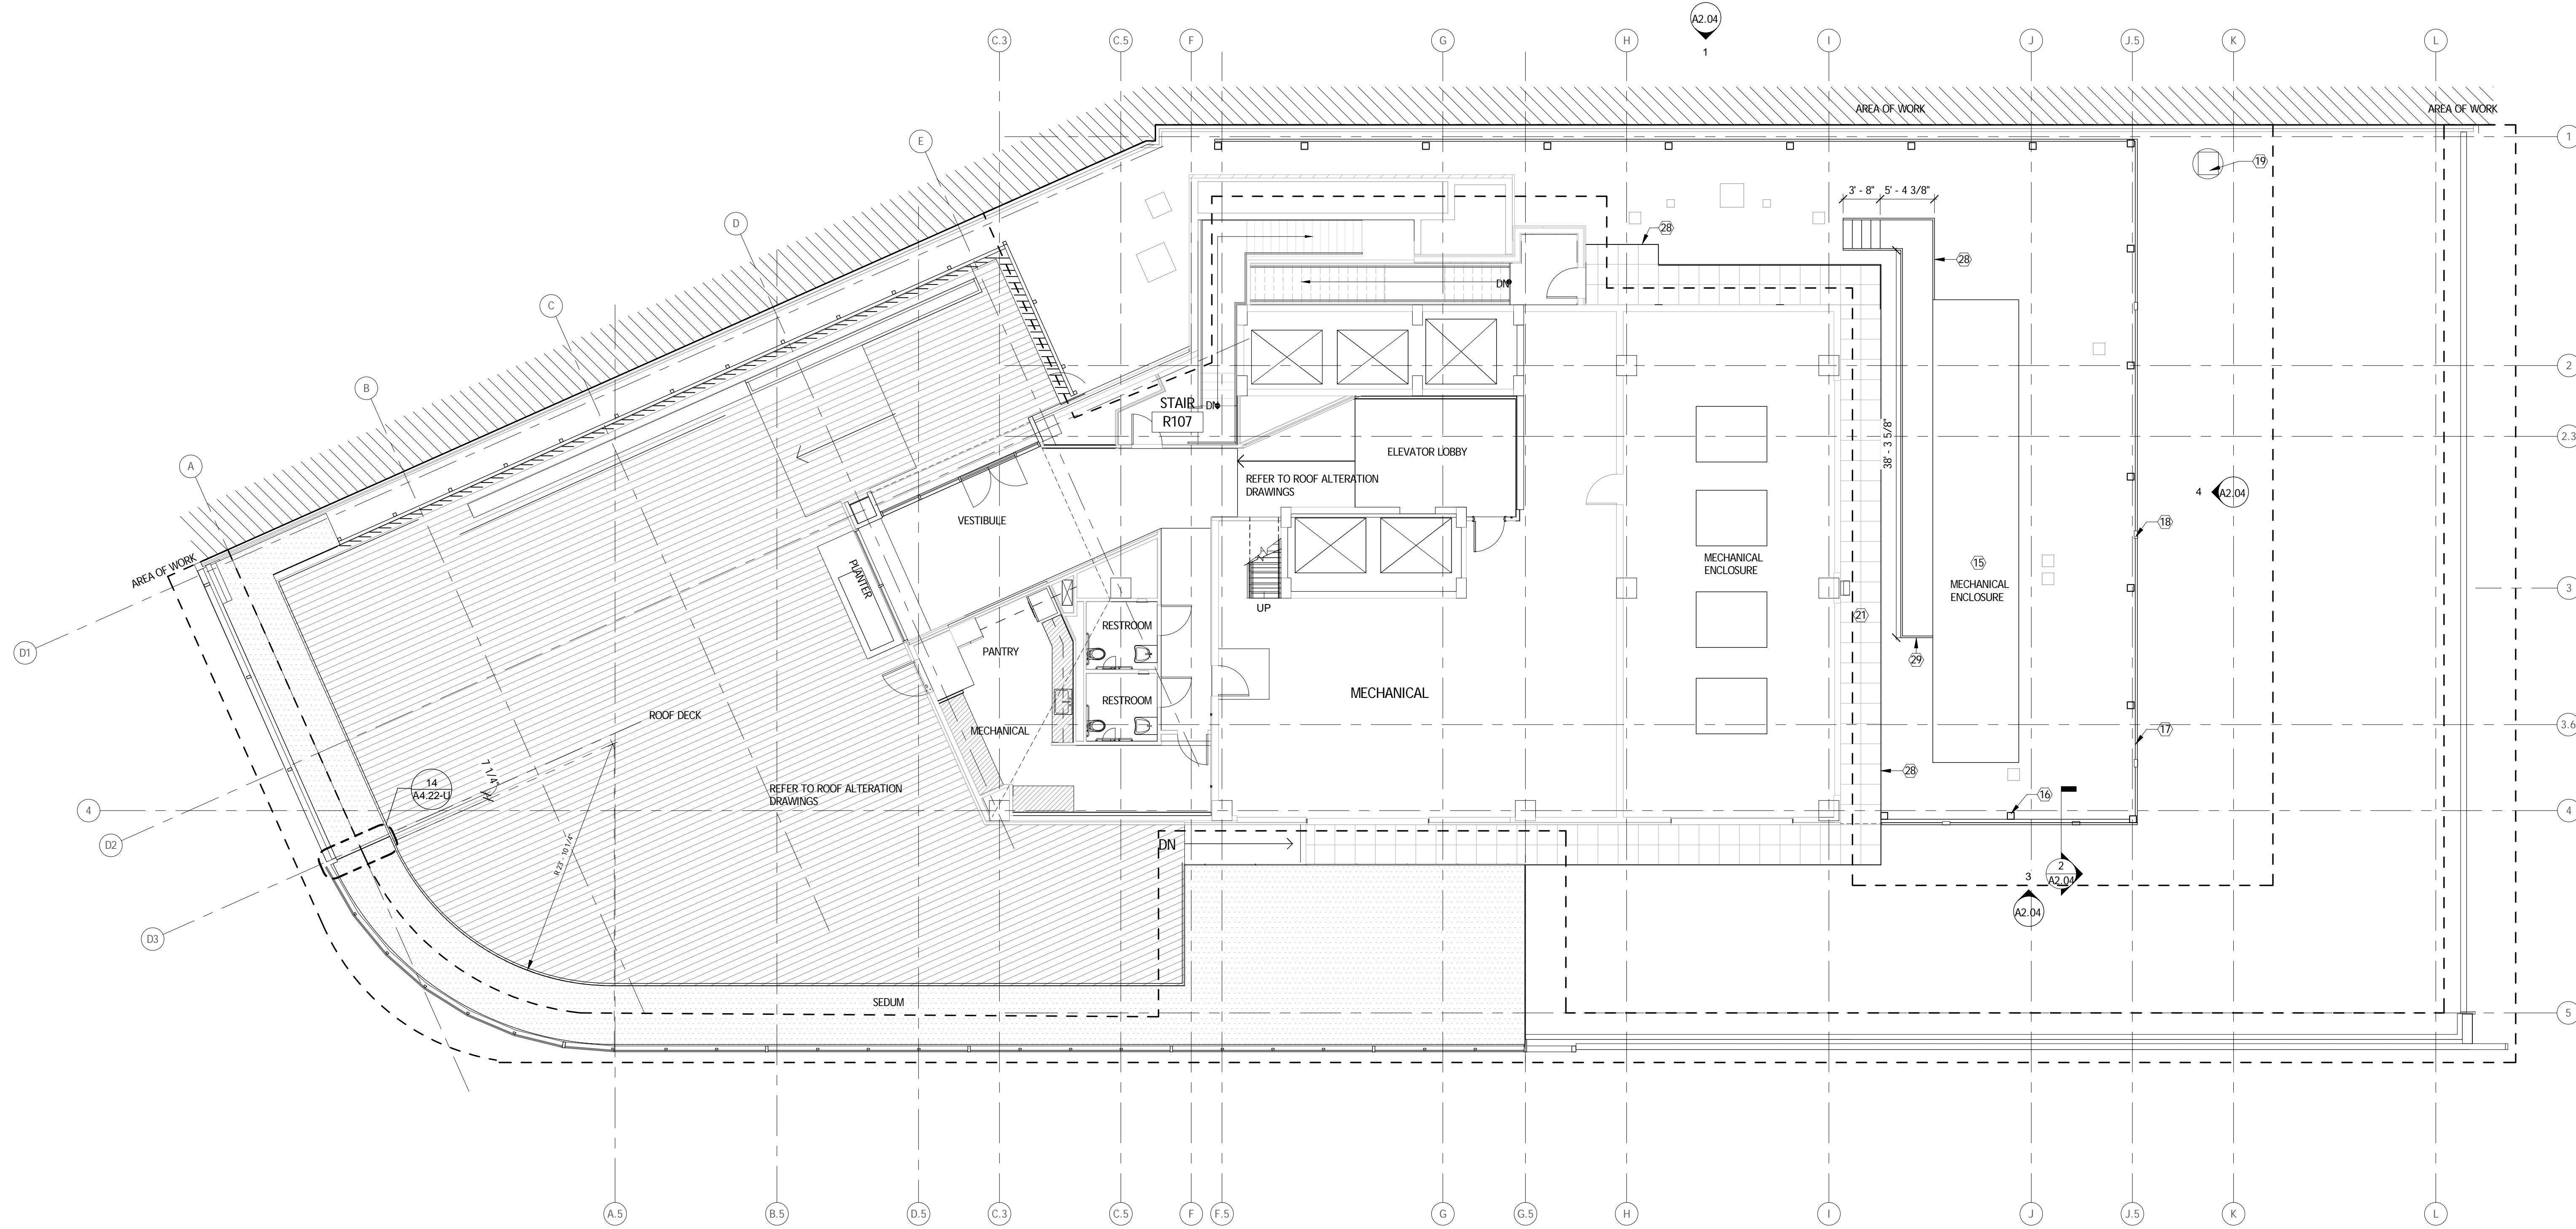 A2.04
1
C.3
C.5
F
G
H
I
J
J.5
K
L
AREA OF WORK
AREA OF WORK
E
1
19
D
3' - 8"
5' - 4 3/8"
28
28
DN
C
B
2
STAIR
DN
R107
2.3
38' - 3 5/8"
ELEVATOR LOBBY
A
REFER TO ROOF ALTERATION
DRAWINGS
4
A2.04
VESTIBULE
18
AREA OF WORK
MECHANICAL
ENCLOSURE
15
MECHANICAL
ENCLOSURE
3
PLANTER
UP
21
RESTROOM
D1
PANTRY
29
MECHANICAL
RESTROOM
ROOF DECK
MECHANICAL
3.6
17
7 1/4"
14
A4.22-U
28
REFER TO ROOF ALTERATION
DRAWINGS
16
4
4
D2
DN
R 23' - 10 1/4"
2
A2.04
3
A2.04
D3
SEDUM
5
A.5
B.5
D.5
C.3
C.5
F
F.5
G
G.5
H
I
J
J.5
K
L